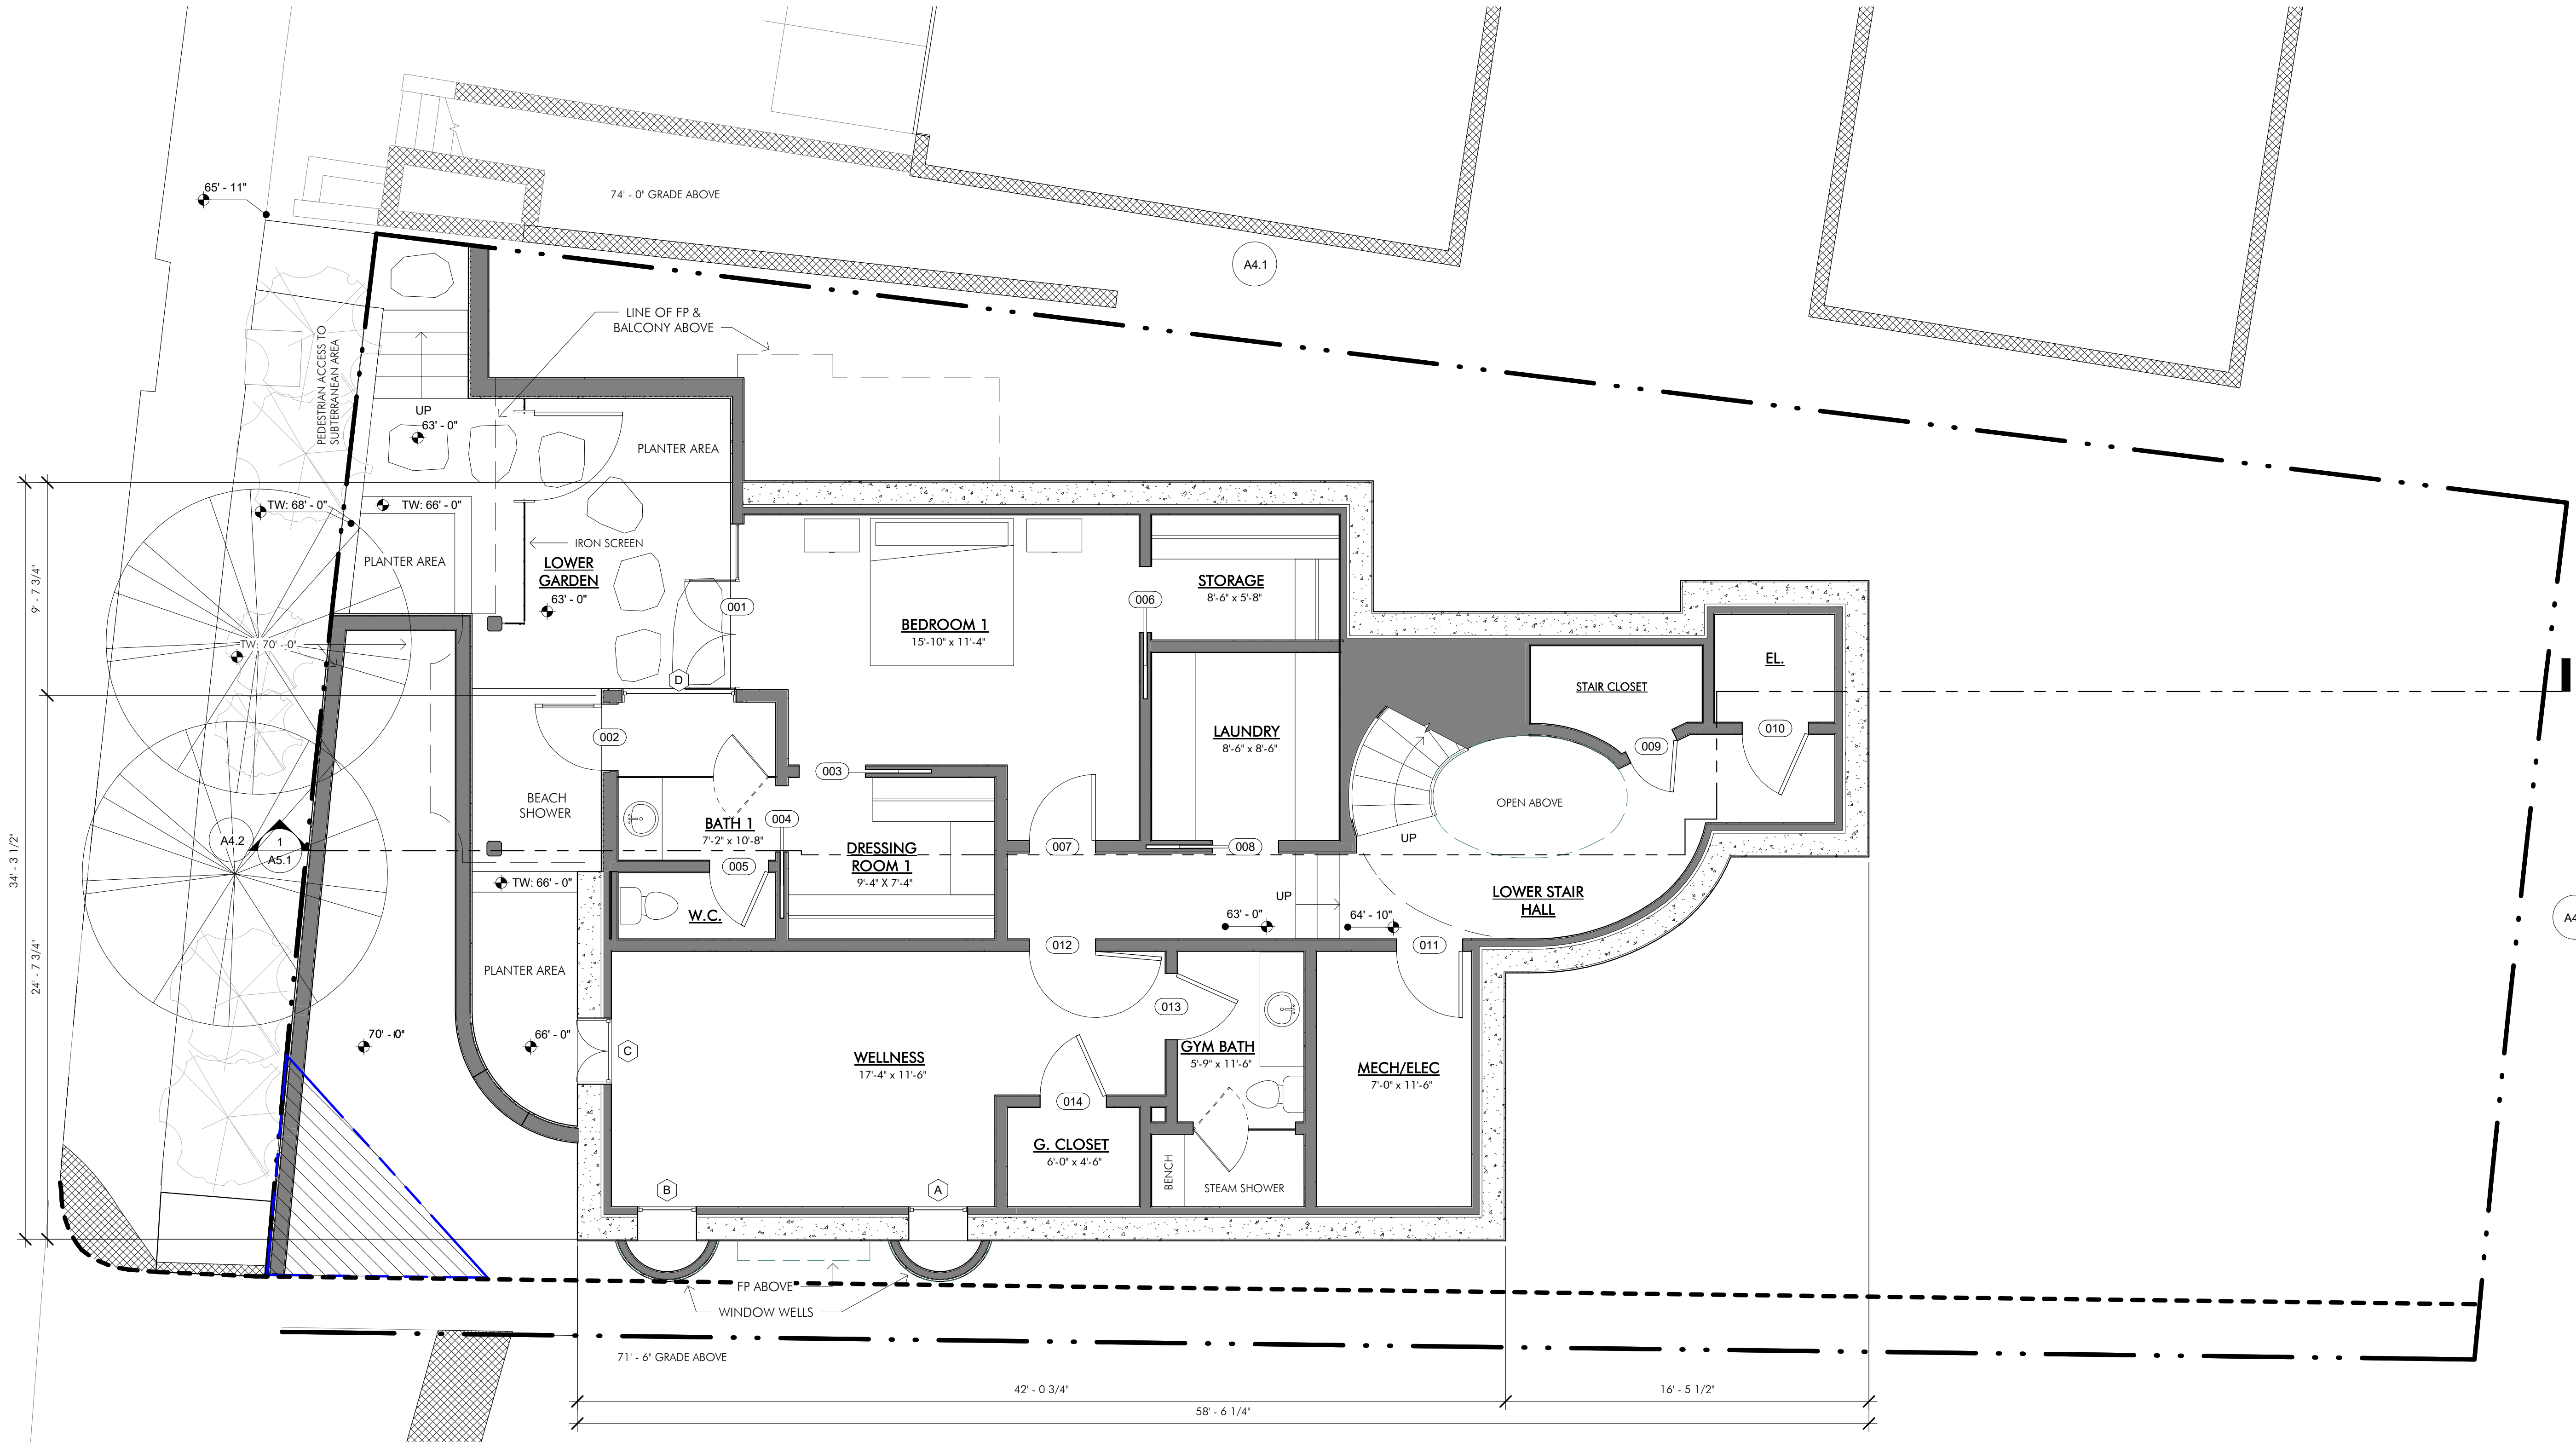 65' - 11"
74' - 0" GRADE ABOVE
A4.1
LINE OF FP &
BALCONY ABOVE
PEDESTRIAN ACCESS TO
SUBTERRANEAN AREA
UP
63' - 0"
PLANTER AREA
TW: 68' - 0"
TW: 66' - 0"
PLANTER AREA
IRON SCREEN
LOWER
GARDEN
63' - 0"
001
BEDROOM 1
15'-10" x 11'-4"
006
STORAGE
8'-6" x 5'-8"
9' - 7 3/4"
TW: 70' - 0"
D
EL.
STAIR CLOSET
LAUNDRY
8'-6" x 8'-6"
002
003
009
010
BEACH
SHOWER
BATH 1
7'-2" x 10'-8"
004
OPEN ABOVE
A4.2
1
A5.1
DRESSING
ROOM 1
9'-4" X 7'-4"
005
007
008
UP
34' - 3 1/2"
TW: 66' - 0"
W.C.
UP
LOWER STAIR
HALL
63' - 0"
64' - 10"
012
011
PLANTER AREA
24' - 7 3/4"
013
70' - 0"
66' - 0"
C
WELLNESS
17'-4" x 11'-6"
GYM BATH
5'-9" x 11'-6"
MECH/ELEC
7'-0" x 11'-6"
014
G. CLOSET
6'-0" x 4'-6"
BENCH
STEAM SHOWER
B
A
FP ABOVE
WINDOW WELLS
71' - 6" GRADE ABOVE
42' - 0 3/4"
16' - 5 1/2"
58' - 6 1/4"